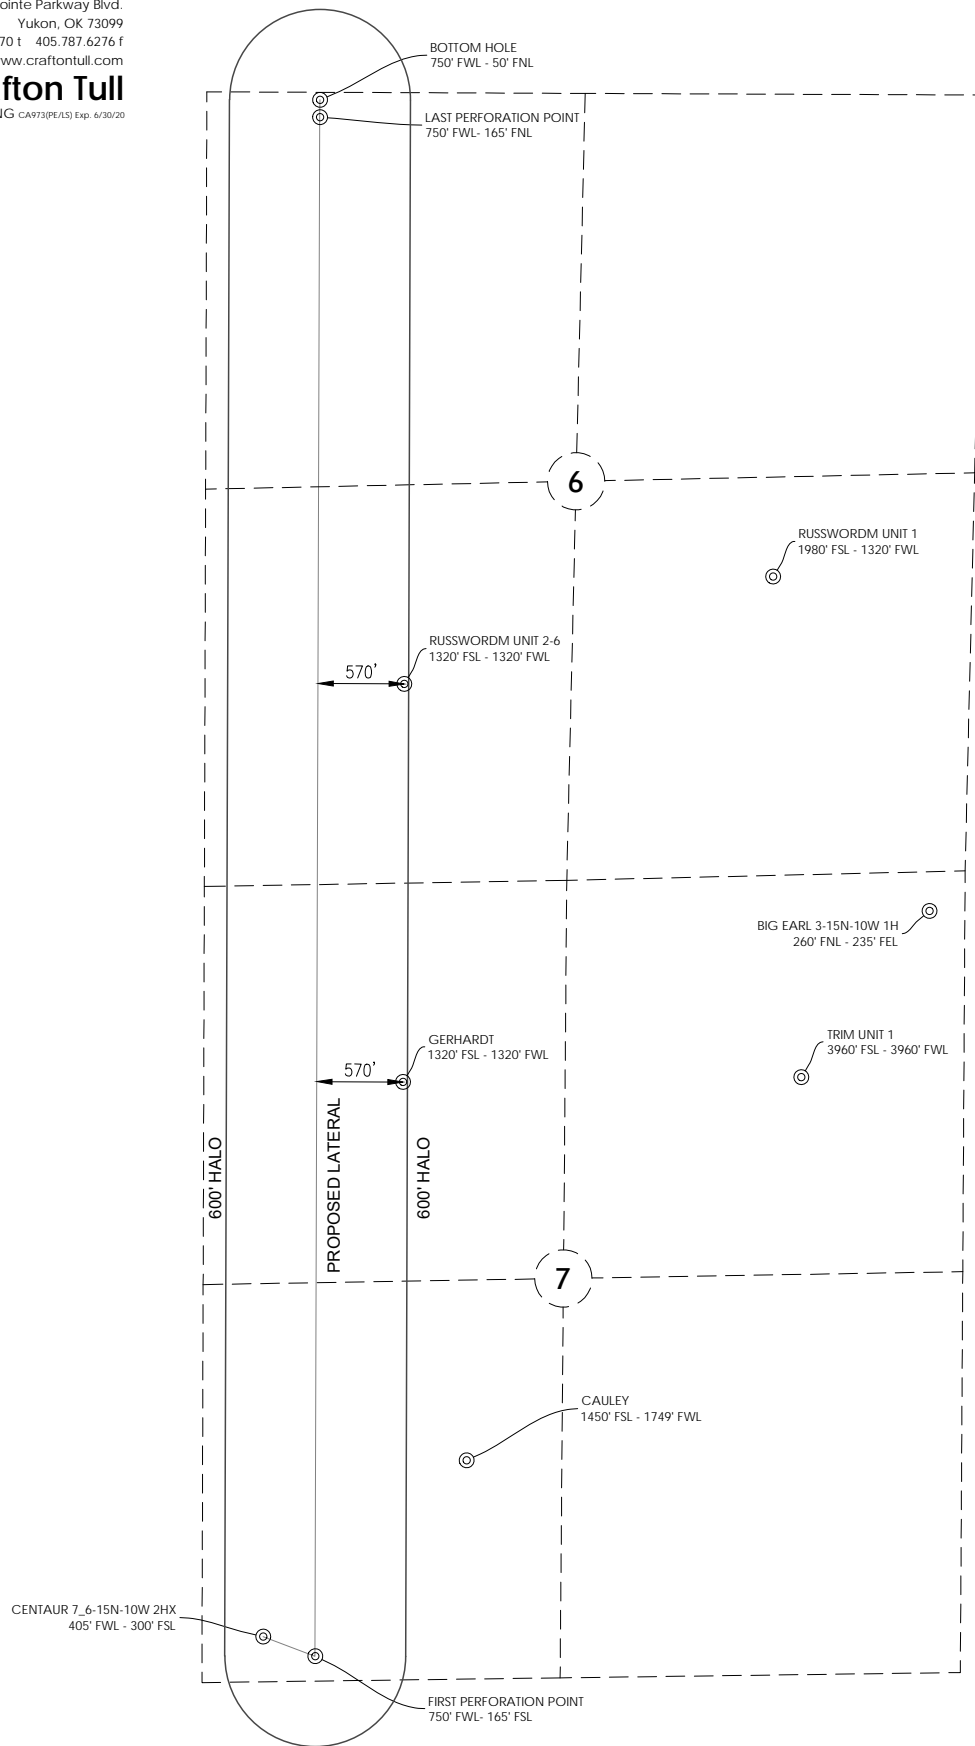 ointe Parkway Blvd.
Yukon, OK 73099
70 t 405.787.6276 f
ww.craftontull.com
fton Tull
NG CA973(PE/LS) Exp. 6/30/20
BOTTOM HOLE
750' FWL - 50' FNL
LAST PERFORATION POINT
750' FWL- 165' FNL
6
RUSSWORDM UNIT 1
1980' FSL - 1320' FWL
RUSSWORDM UNIT 2-6
1320' FSL - 1320' FWL
570'
BIG EARL 3-15N-10W 1H
260' FNL - 235' FEL
TRIM UNIT 1
3960' FSL - 3960' FWL
GERHARDT
1320' FSL - 1320' FWL
570'
600' HALO
PROPOSED LATERAL
600' HALO
7
CAULEY
1450' FSL - 1749' FWL
CENTAUR 7_6-15N-10W 2HX
405' FWL - 300' FSL
FIRST PERFORATION POINT
750' FWL- 165' FSL